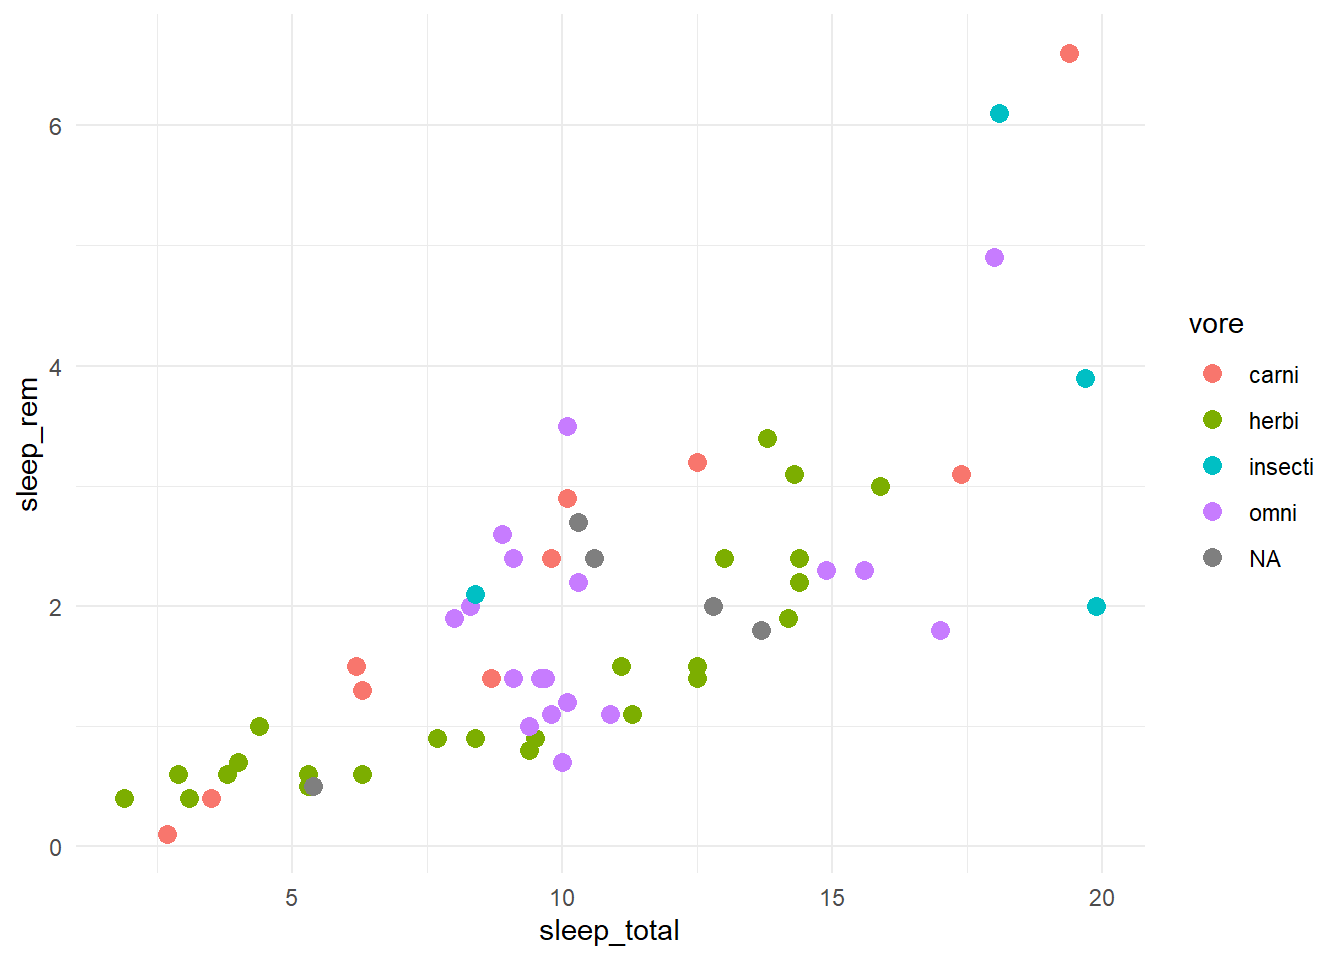 6
4
2
0
sleep_rem
5 10 15 20
sleep_total
vore
carni
herbi
insecti
omni
NA